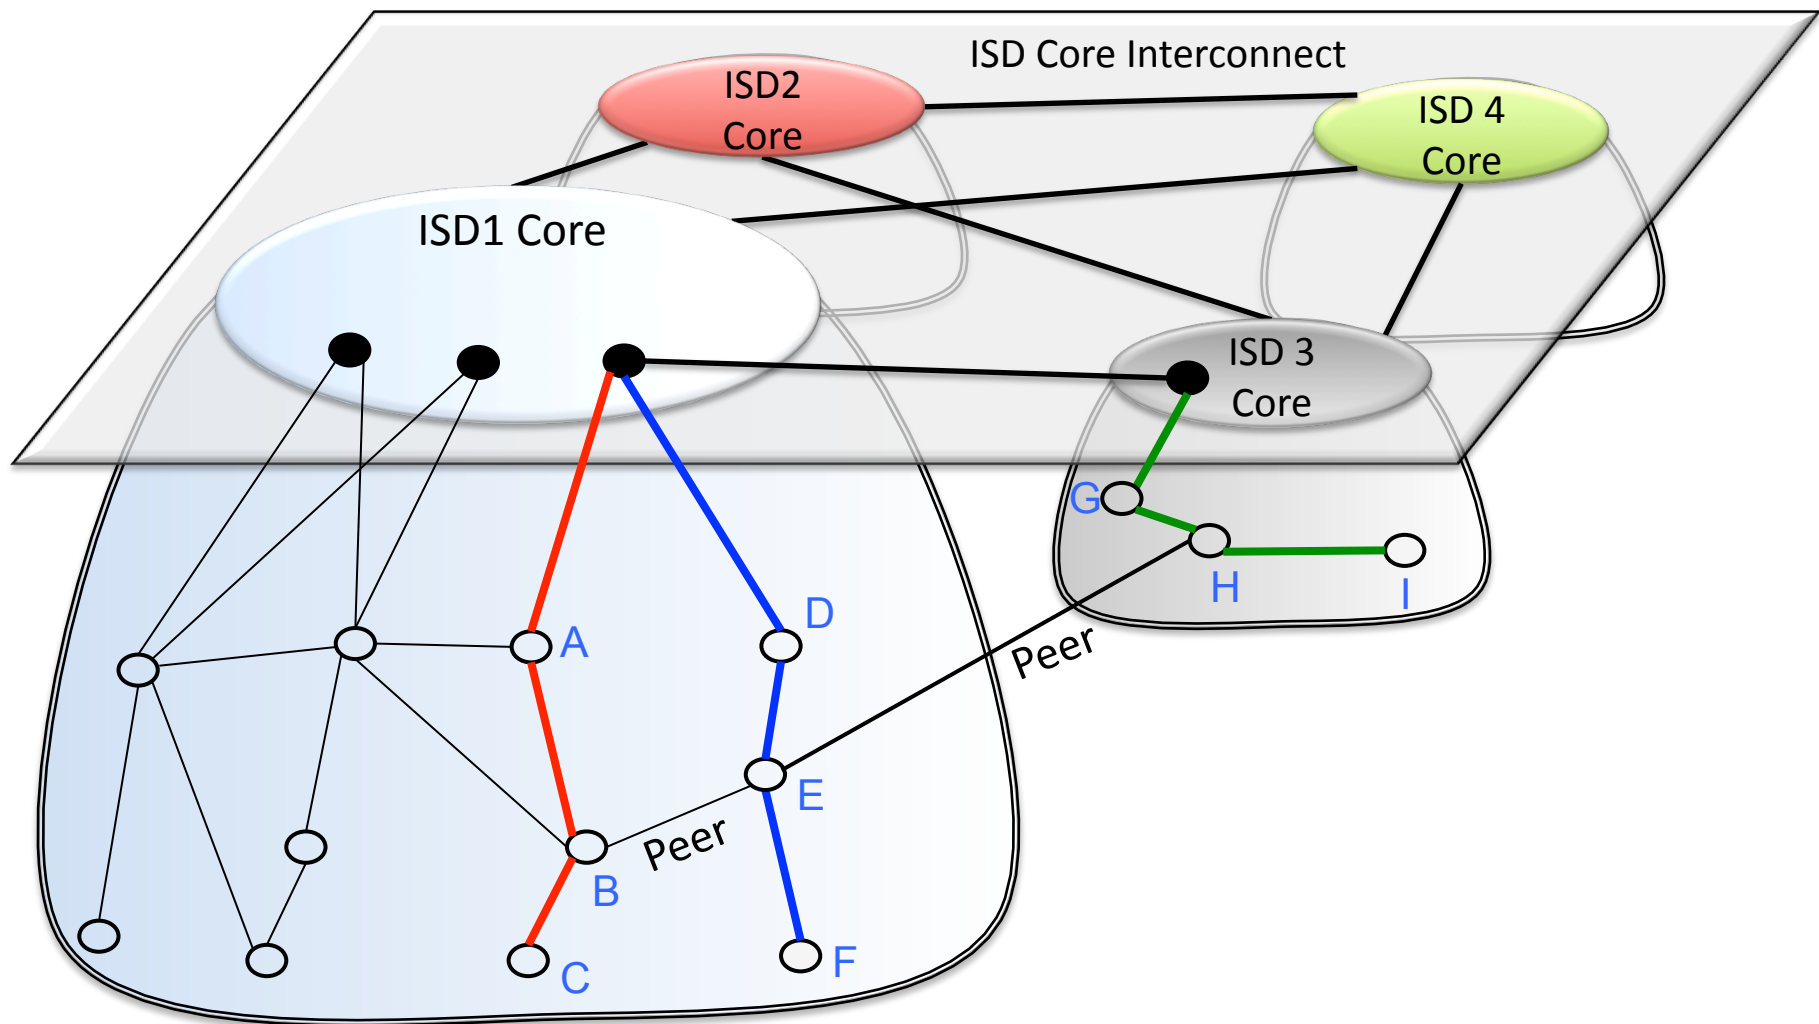 ISD Core Interconnect
ISD2
Core
ISD 4
Core
ISD1 Core
ISD 3
Core
G
H
I
A
D
Peer
E
Peer
B
C
F